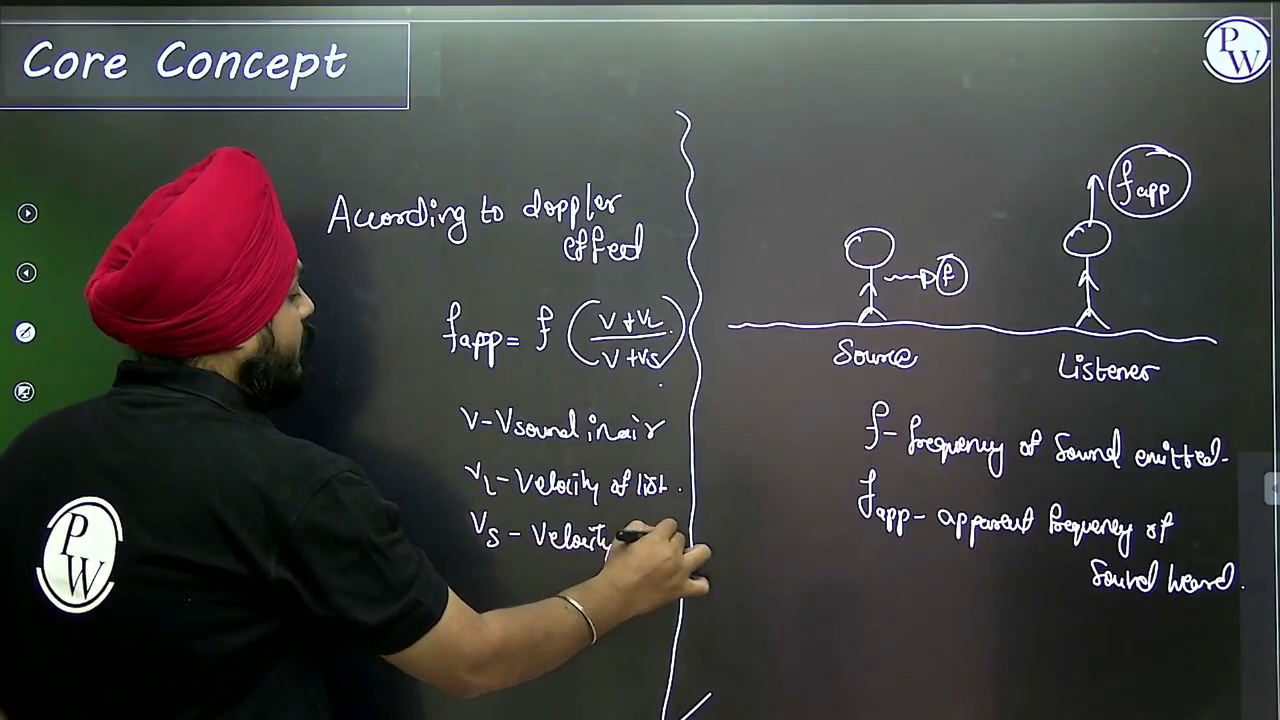 Core Concept
PW
According to doppler
effect
fapp = f (V + VL / V + VS)
V - Vsound in air
VL - Velocity of list.
VS - Velocity
f
fapp
Source
Listener
f - frequency of sound emitted.
fapp - apparent frequency of
sound heard.
PW